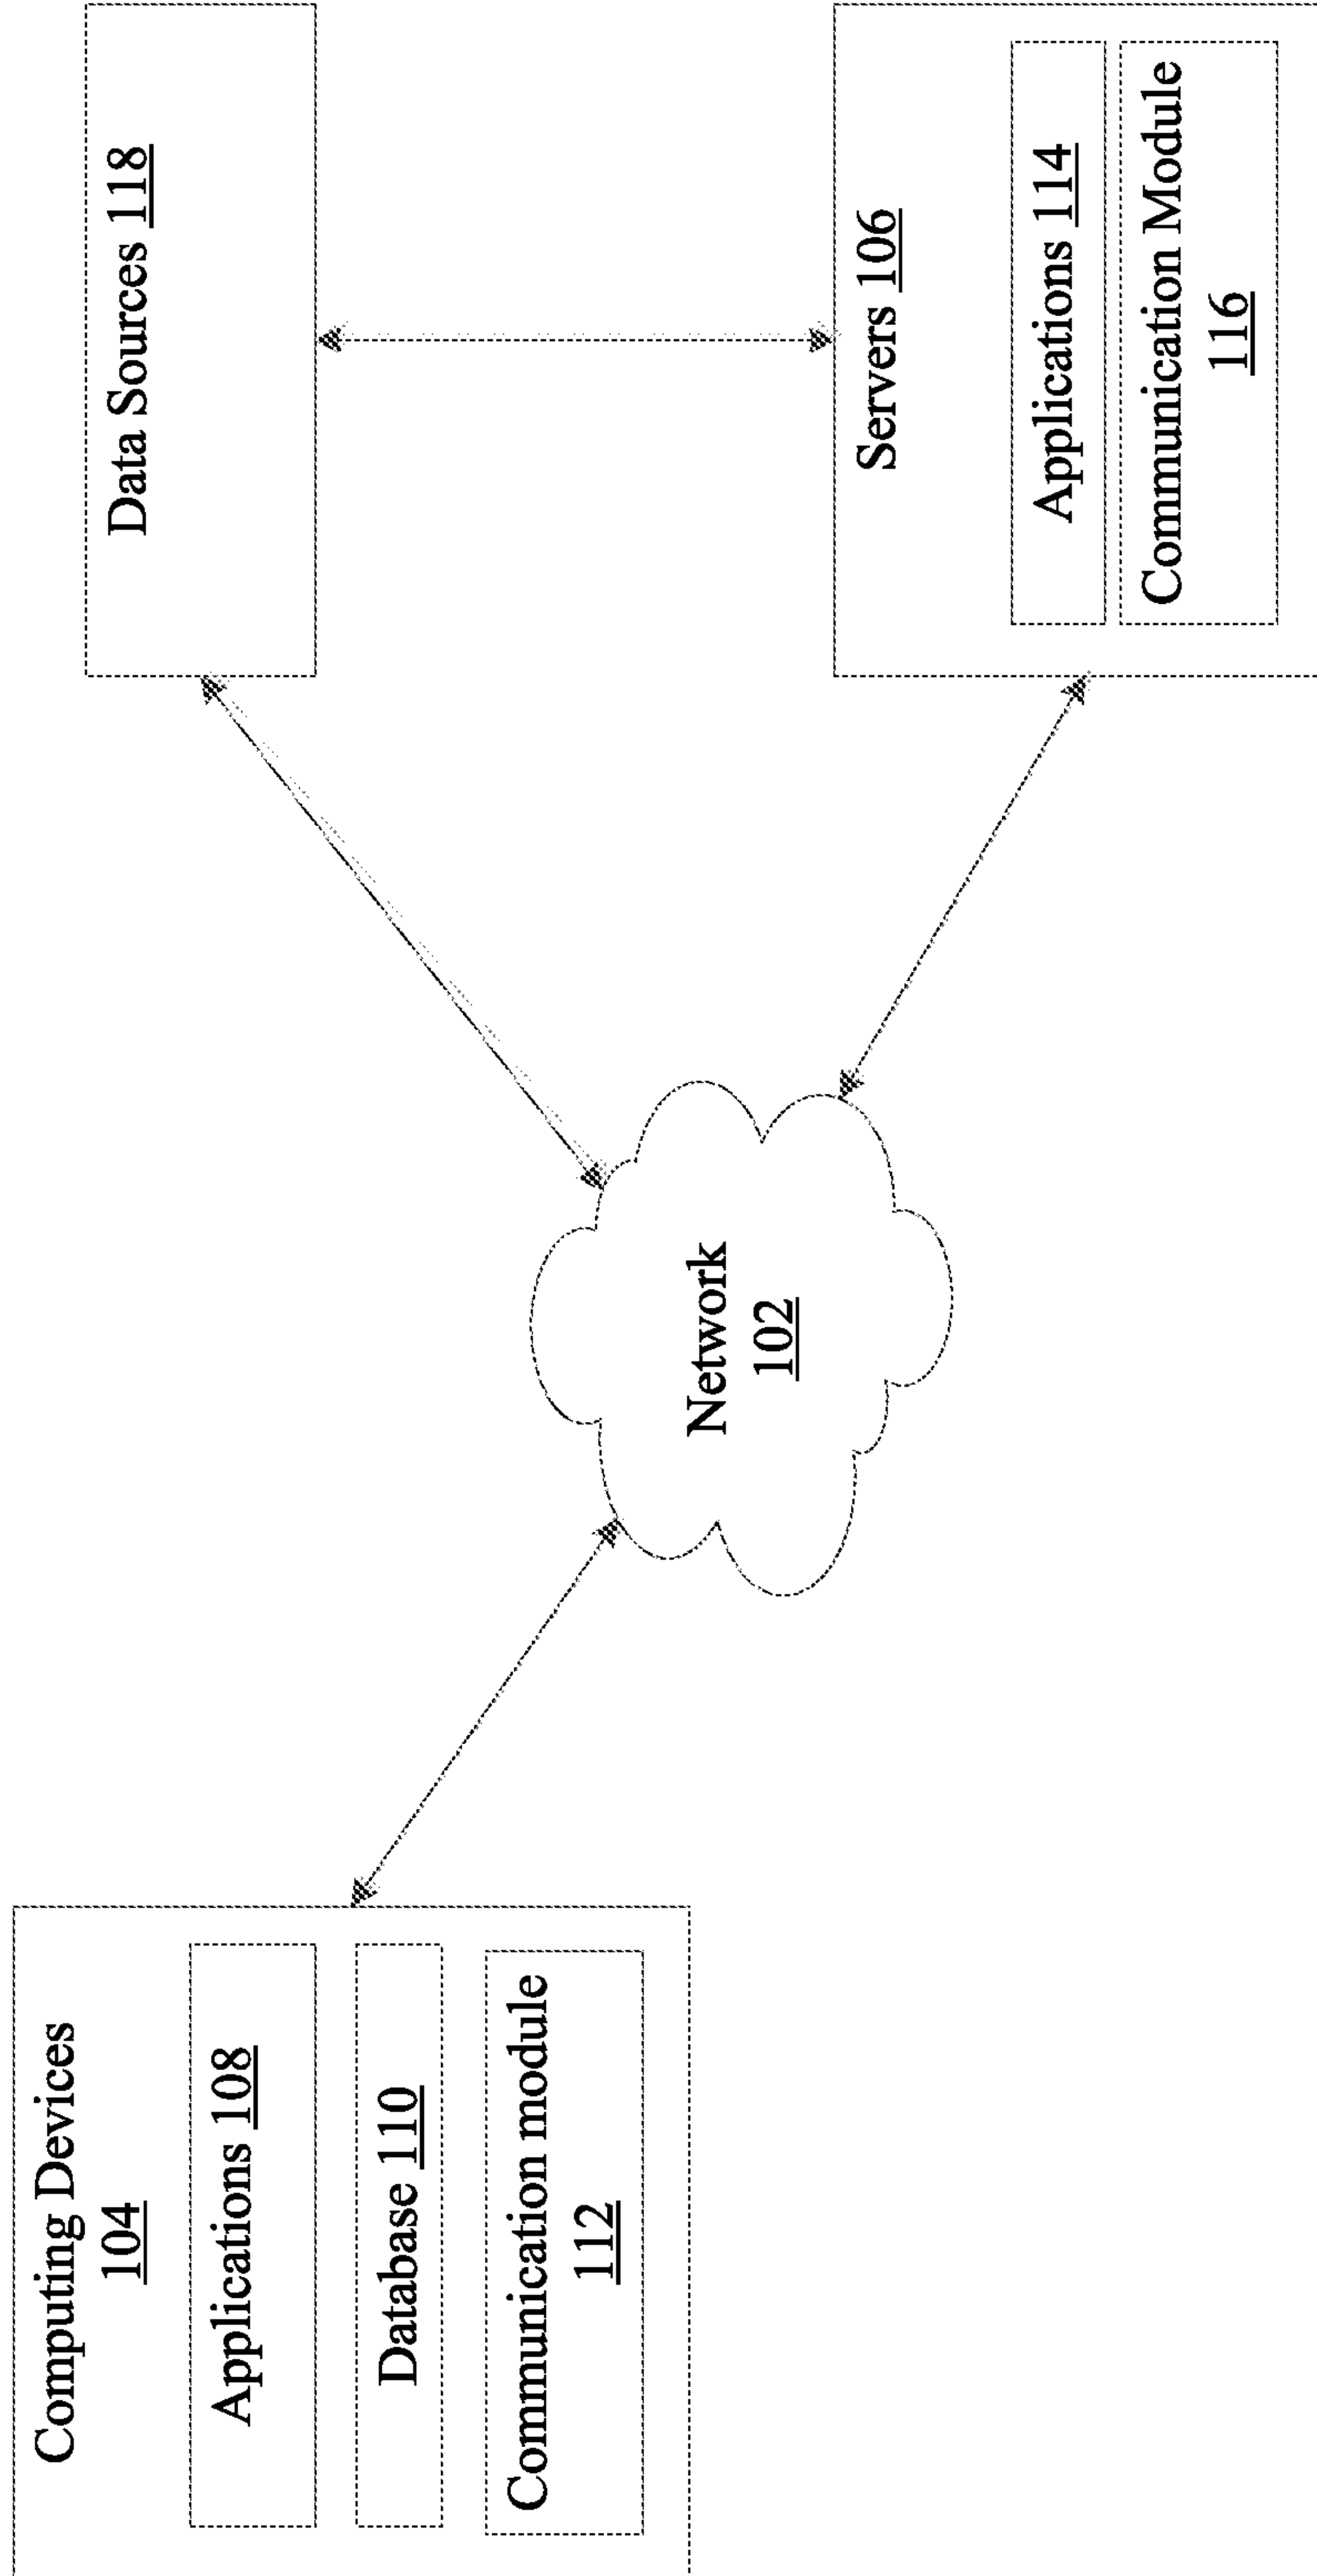 Computing Devices
104
Applications 108
Database 110
Communication module
112
Network
102
Data Sources 118
Servers 106
Applications 114
Communication Module
116